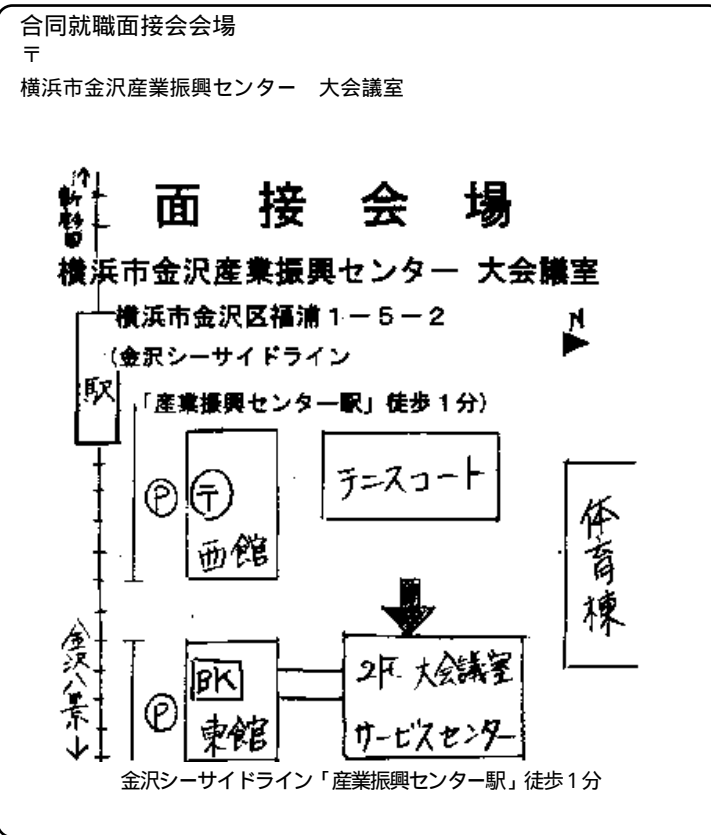 合同就職面接会会場
〒
横浜市金沢産業振興センター　大会議室
↑新杉田
面接会場
横浜市金沢産業振興センター 大会議室
横浜市金沢区福浦1－5－2
(金沢シーサイドライン
「産業振興センター駅」徒歩1分)
N
駅
テニスコート
P
〒
西館
体育棟
金沢八景
↓
BK
P
東館
2F. 大会議室
サービスセンター
金沢シーサイドライン「産業振興センター駅」徒歩1分